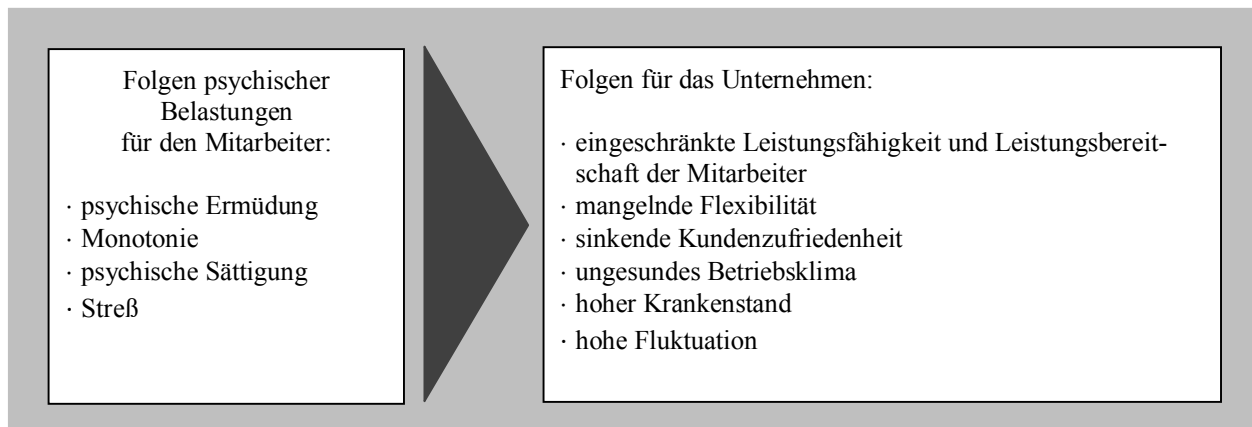 Folgen psychischer
Belastungen
für den Mitarbeiter:
· psychische Ermüdung
· Monotonie
· psychische Sättigung
· Streß
Folgen für das Unternehmen:
· eingeschränkte Leistungsfähigkeit und Leistungsbereit-
schaft der Mitarbeiter
· mangelnde Flexibilität
· sinkende Kundenzufriedenheit
· ungesundes Betriebsklima
· hoher Krankenstand
· hohe Fluktuation